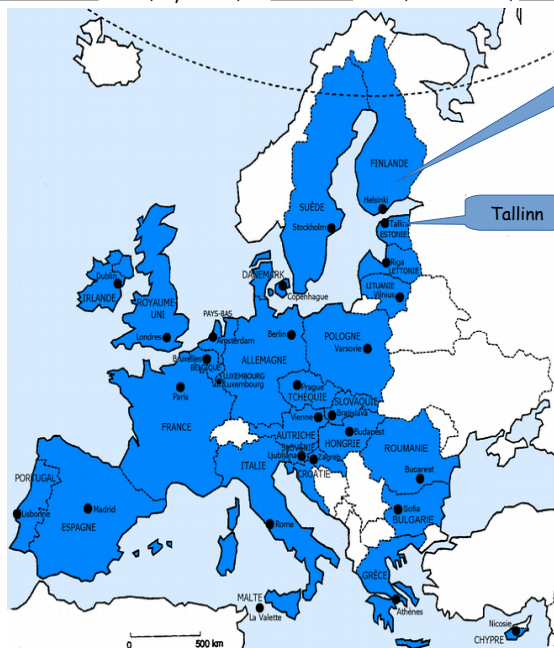 FINLANDE
Helsinki
Tallinn
Tallin
ESTONIE
SUÈDE
Stockholm
Riga
LETTONIE
DANEMARK
Copenhague
LITUANIE
Vilnius
Dublin
IRLANDE
ROYAUME
UNI
Londres
PAYS-BAS
Amsterdam
Berlin
POLOGNE
Varsovie
Bruxelles
BELGIQUE
ALLEMAGNE
LUXEMBOURG
Luxembourg
Paris
Prague
TCHÉQUIE
SLOVAQUIE
Bratislava
Vienne
Budapest
FRANCE
AUTRICHE
HONGRIE
SLOVÉNIE
Ljubljana
Zagreb
CROATIE
ROUMANIE
ITALIE
Bucarest
PORTUGAL
Lisbonne
Madrid
ESPAGNE
Sofia
BULGARIE
Rome
GRÈCE
Athènes
MALTE
La Valette
Nicosie
CHYPRE
0 500 km